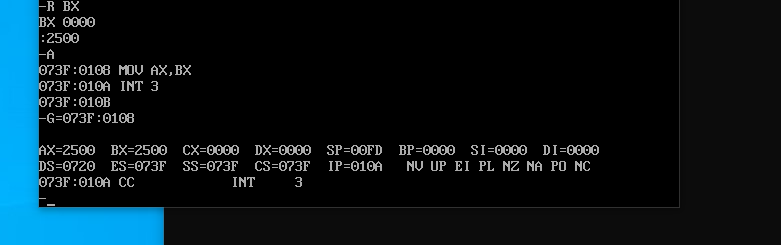 -R BX
BX 0000
:2500
-A
073F:0108 MOV AX,BX
073F:010A INT 3
073F:010B
-G=073F:0108
AX=2500  BX=2500  CX=0000  DX=0000  SP=00FD  BP=0000  SI=0000  DI=0000
DS=0720  ES=073F  SS=073F  CS=073F  IP=010A   NV UP EI PL NZ NA PO NC
073F:010A CC            INT     3
-_